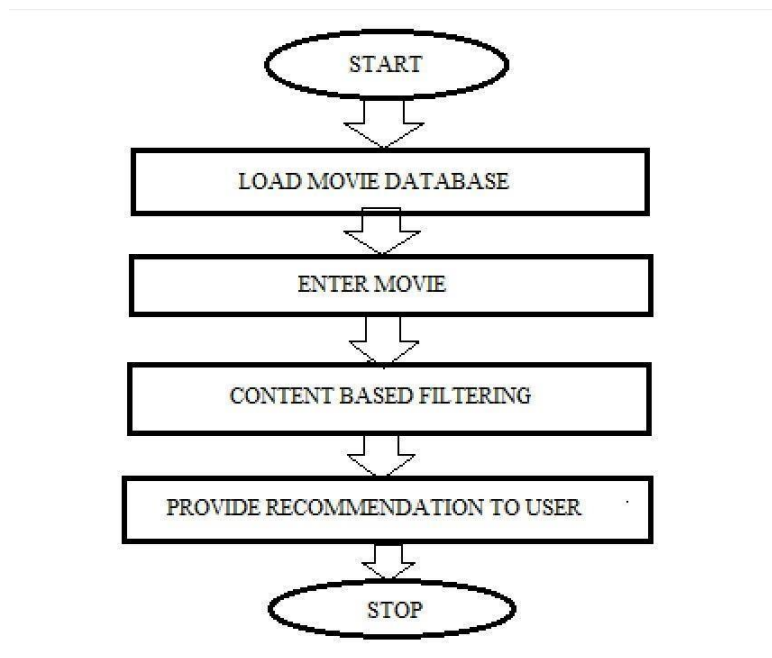 START
LOAD MOVIE DATABASE
ENTER MOVIE
CONTENT BASED FILTERING
PROVIDE RECOMMENDATION TO USER
STOP